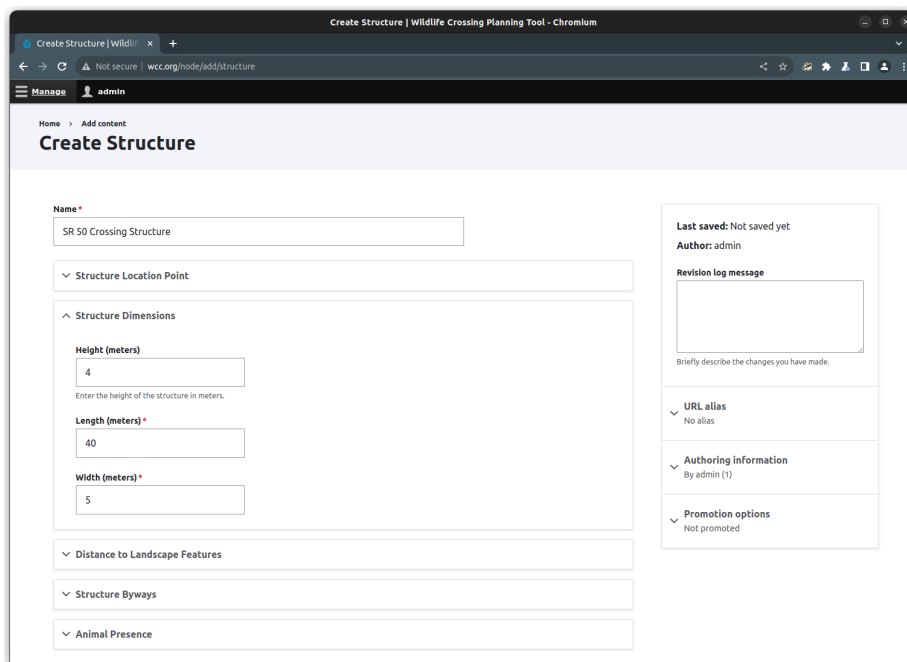 Create Structure | Wildlife Crossing Planning Tool - Chromium
Create Structure | Wildlif
Not secure | wcc.org/node/add/structure
Manage admin
Home › Add content
Create Structure
Name *
SR 50 Crossing Structure
Structure Location Point
Structure Dimensions
Height (meters)
4
Enter the height of the structure in meters.
Length (meters) *
40
Width (meters) *
5
Distance to Landscape Features
Structure Byways
Animal Presence
Last saved: Not saved yet
Author: admin
Revision log message
Briefly describe the changes you have made.
URL alias
No alias
Authoring information
By admin (1)
Promotion options
Not promoted